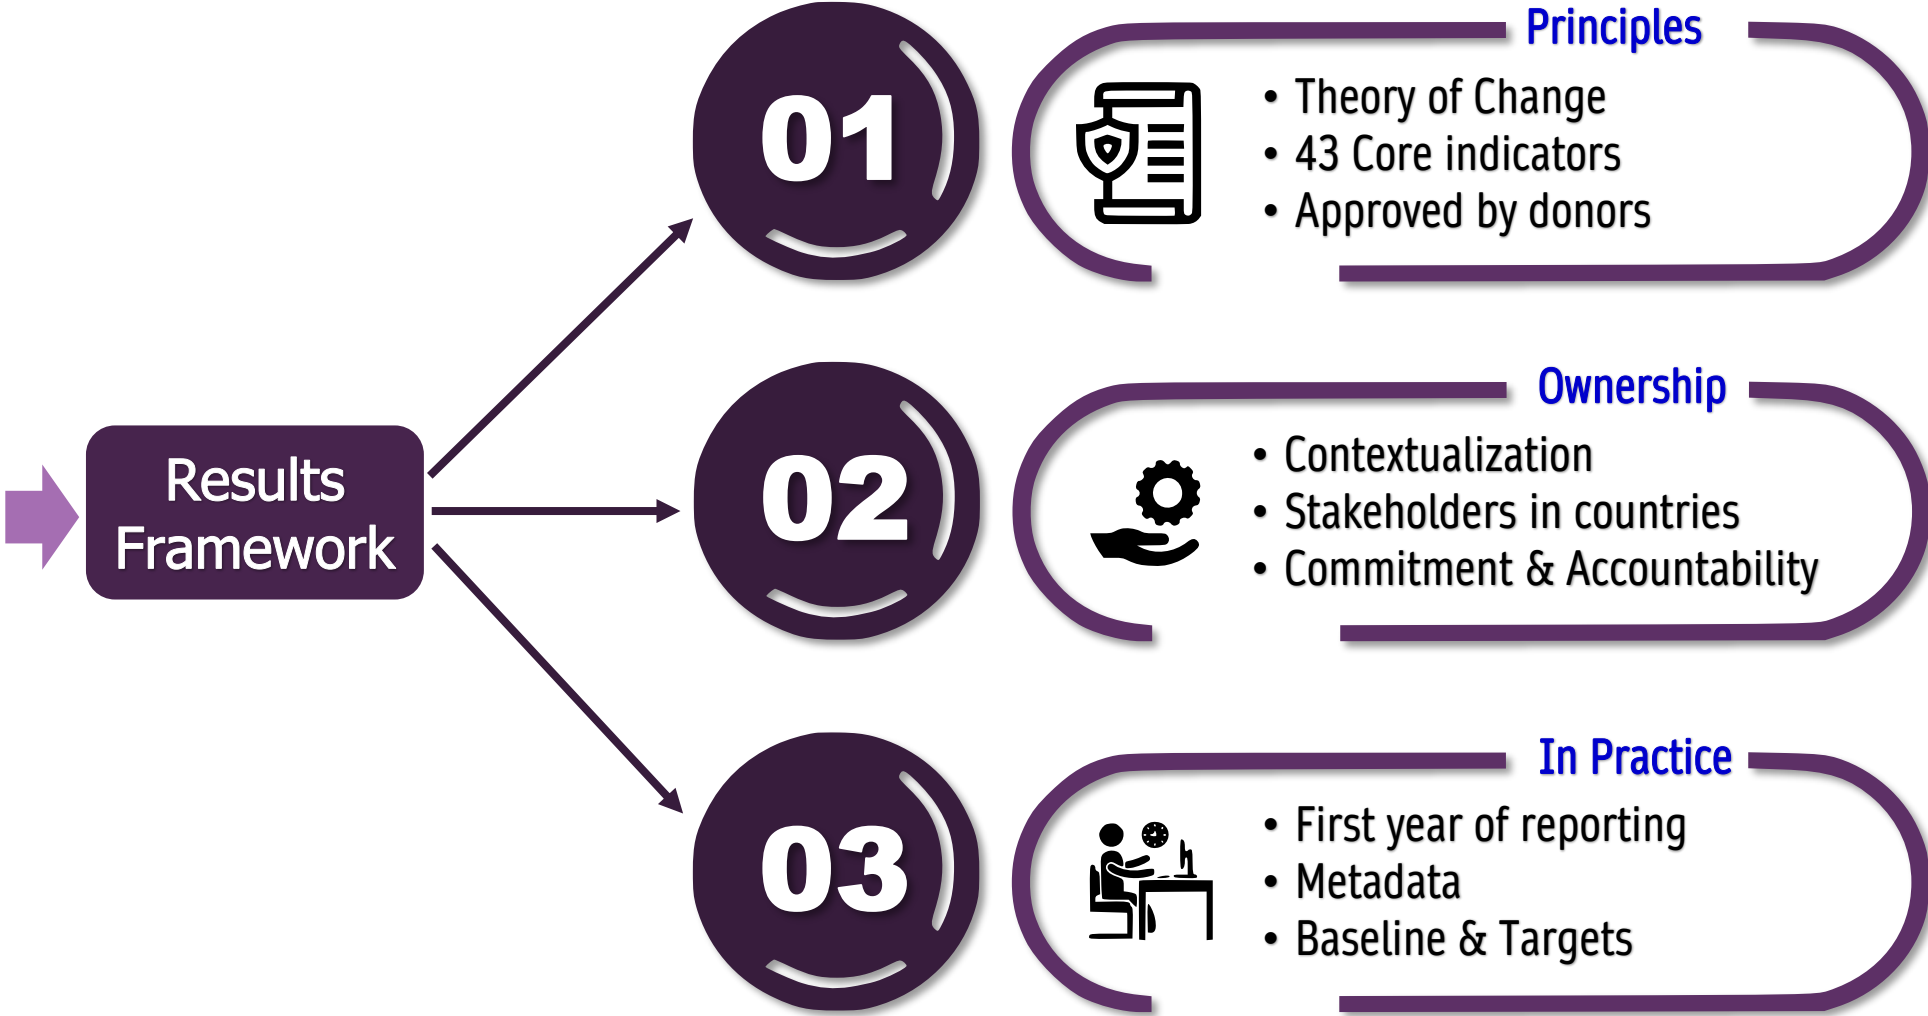 Results
Framework
01
Principles
• Theory of Change
• 43 Core indicators
• Approved by donors
02
Ownership
• Contextualization
• Stakeholders in countries
• Commitment & Accountability
03
In Practice
• First year of reporting
• Metadata
• Baseline & Targets